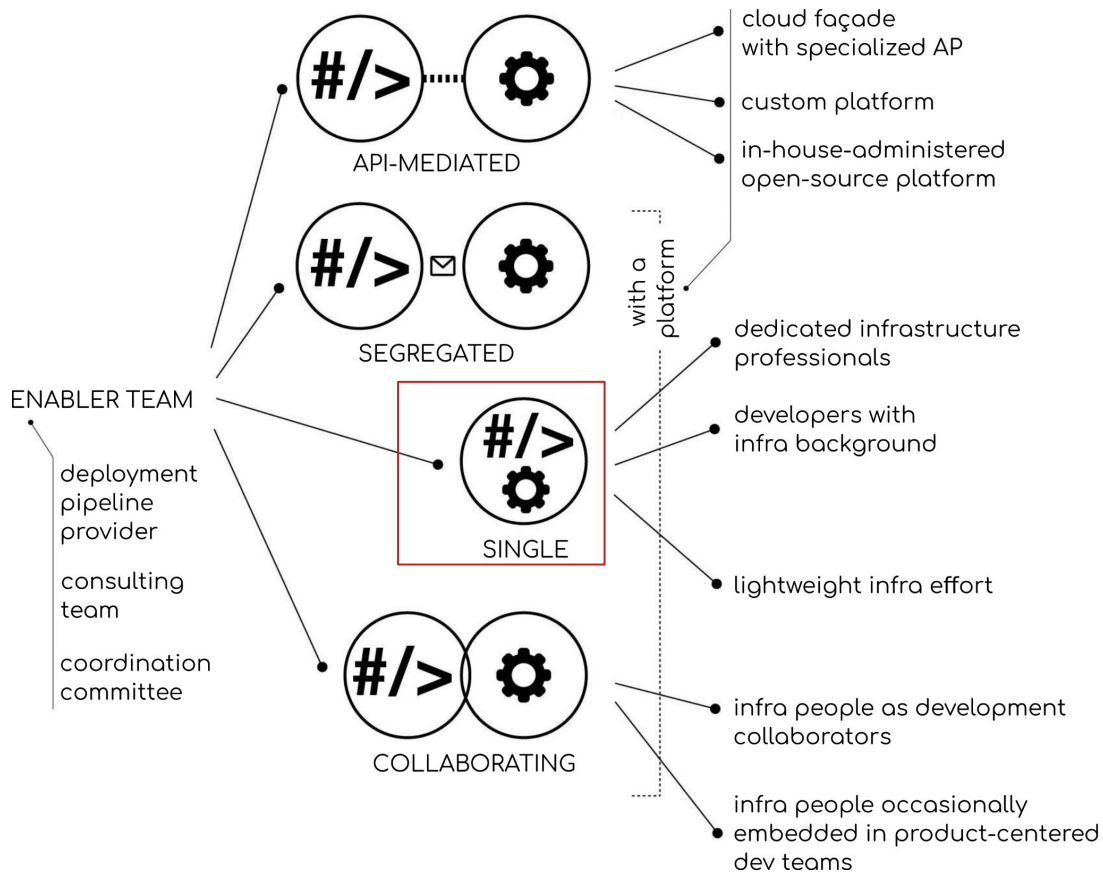 cloud façade
with specialized AP
custom platform
in-house-administered
open-source platform
#/>
API-MEDIATED
#/>
SEGREGATED
with a
platform
dedicated infrastructure
professionals
developers with
infra background
lightweight infra effort
#/>
SINGLE
ENABLER TEAM
deployment
pipeline
provider
consulting
team
coordination
committee
#/>
COLLABORATING
infra people as development
collaborators
infra people occasionally
embedded in product-centered
dev teams